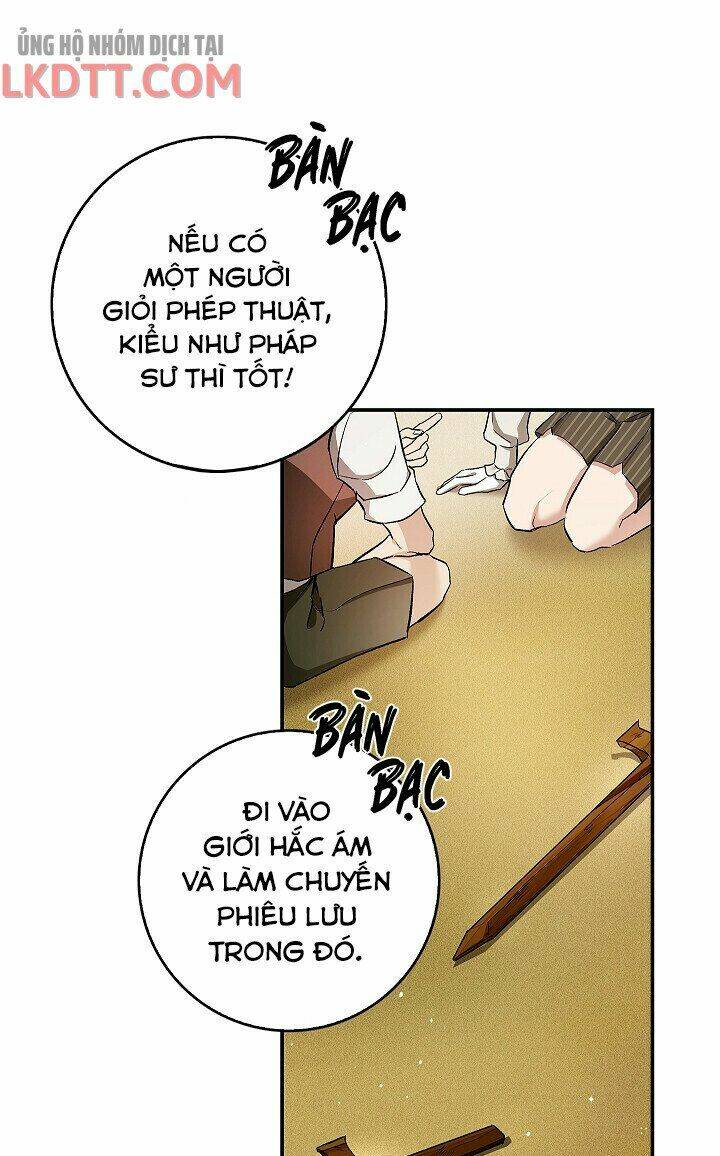 ỦNG HỘ NHÓM DỊCH TẠI
LKDTT.COM
BÀN
BẠC
NẾU CÓ
MỘT NGƯỜI
GIỎI PHÉP THUẬT,
KIỂU NHƯ PHÁP
SƯ THÌ TỐT!
BÀN
BẠC
ĐI VÀO
GIỚI HẮC ÁM
VÀ LÀM CHUYẾN
PHIÊU LƯU
TRONG ĐÓ.